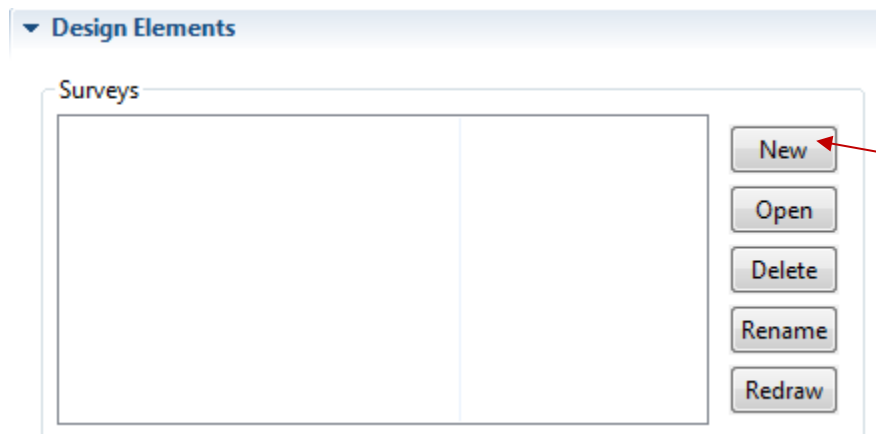 Design Elements
Surveys
New
Open
Delete
Rename
Redraw